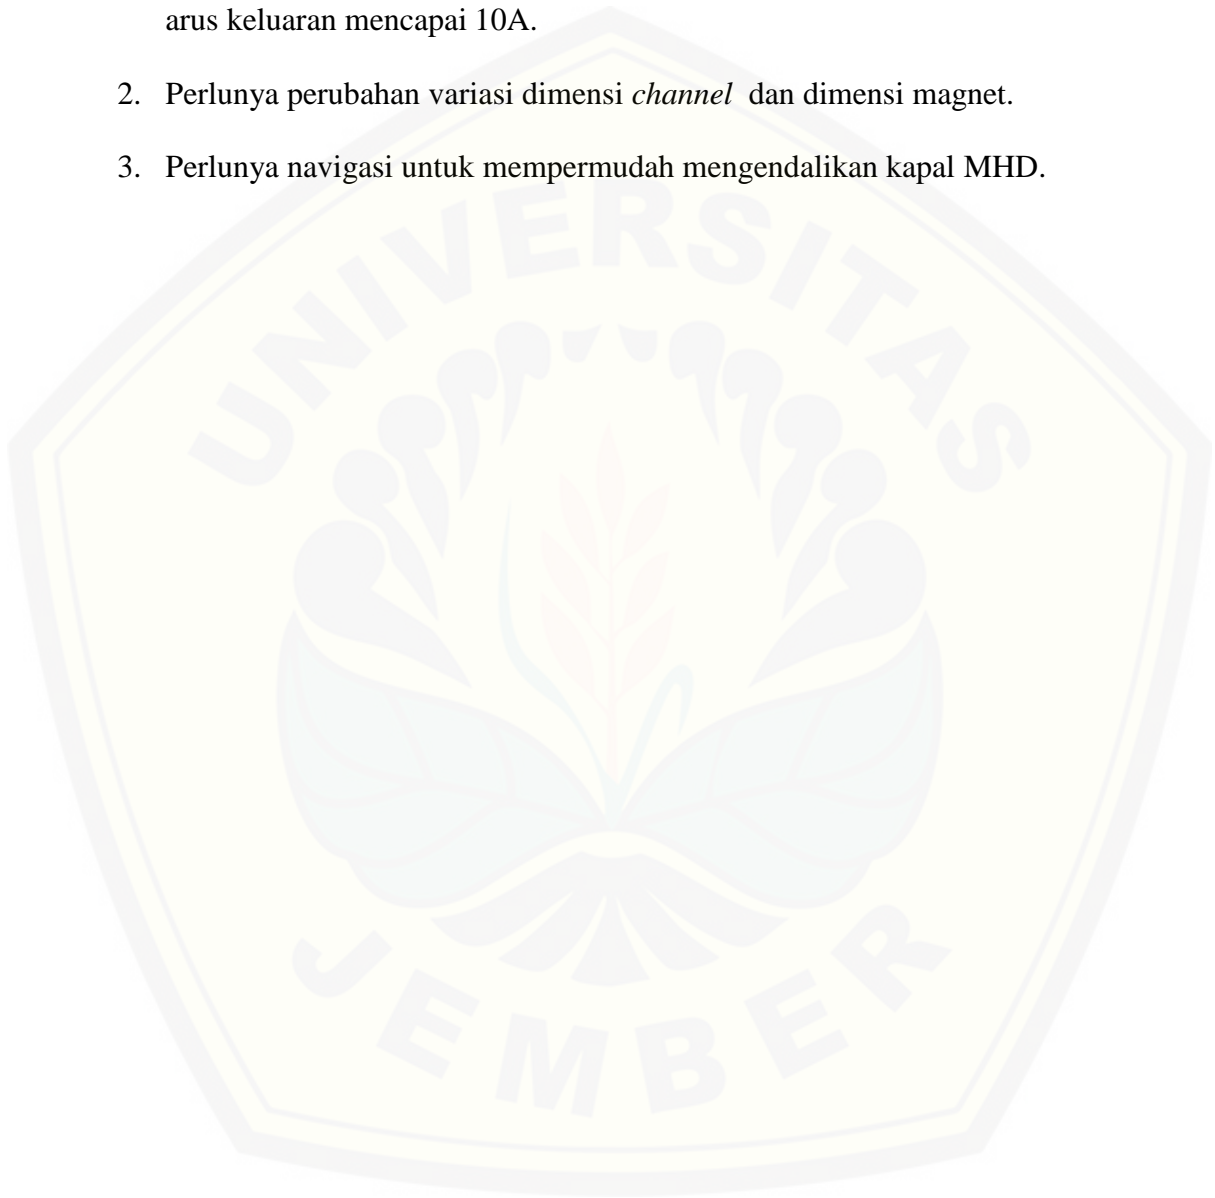 arus keluaran mencapai 10A.
2. Perlunya perubahan variasi dimensi channel dan dimensi magnet.
3. Perlunya navigasi untuk mempermudah mengendalikan kapal MHD.
UNIVERSITAS
JEMBER